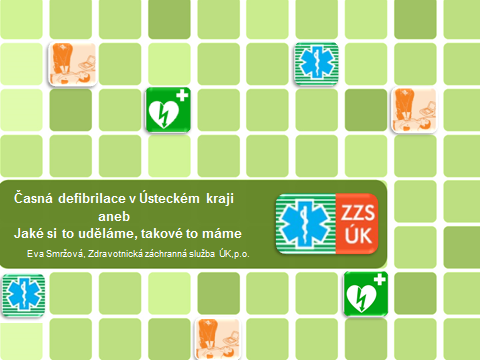 Časná defibrilace v Ústeckém kraji
aneb
Jaké si to uděláme, takové to máme
Eva Smržová, Zdravotnická záchranná služba ÚK,p.o.
ZZS
ÚK